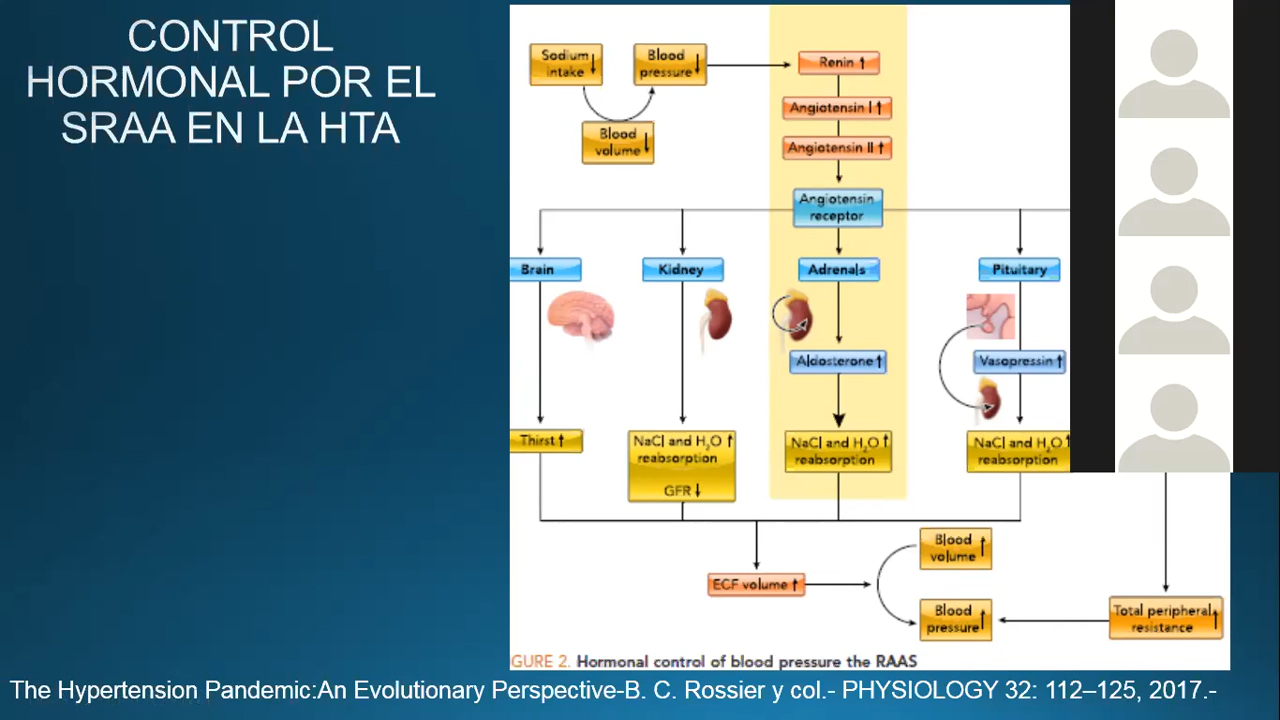 CONTROL
HORMONAL POR EL
SRAA EN LA HTA
Sodium
intake ↓
Blood
pressure ↓
Blood
volume ↓
Renin ↑
Angiotensin I ↑
Angiotensin II ↑
Angiotensin
receptor
Brain
Kidney
Adrenals
Pituitary
Aldosterone ↑
Vasopressin ↑
Thirst ↑
NaCl and H₂O ↑
reabsorption
GFR ↓
NaCl and H₂O ↑
reabsorption
NaCl and H₂O ↑
reabsorption
ECF volume ↑
Blood
volume ↑
Blood
pressure ↑
Total peripheral
resistance ↑
GURE 2. Hormonal control of blood pressure the RAAS
The Hypertension Pandemic:An Evolutionary Perspective-B. C. Rossier y col.- PHYSIOLOGY 32: 112–125, 2017.-